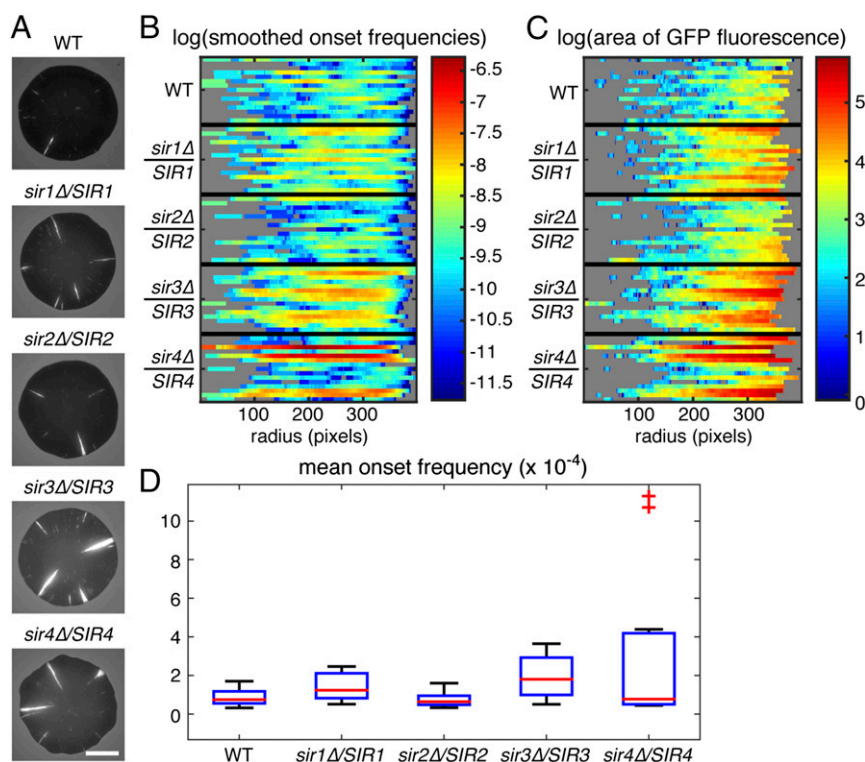 A
WT
sir1Δ/SIR1
sir2Δ/SIR2
sir3Δ/SIR3
sir4Δ/SIR4
B
log(smoothed onset frequencies)
WT
sir1Δ
SIR1
sir2Δ
SIR2
sir3Δ
SIR3
sir4Δ
SIR4
100 200 300
radius (pixels)
-6.5
-7
-7.5
-8
-8.5
-9
-9.5
-10
-10.5
-11
-11.5
C
log(area of GFP fluorescence)
WT
sir1Δ
SIR1
sir2Δ
SIR2
sir3Δ
SIR3
sir4Δ
SIR4
100 200 300
radius (pixels)
5
4
3
2
1
0
D
mean onset frequency (x 10⁻⁴)
10
8
6
4
2
0
WT sir1Δ/SIR1 sir2Δ/SIR2 sir3Δ/SIR3 sir4Δ/SIR4